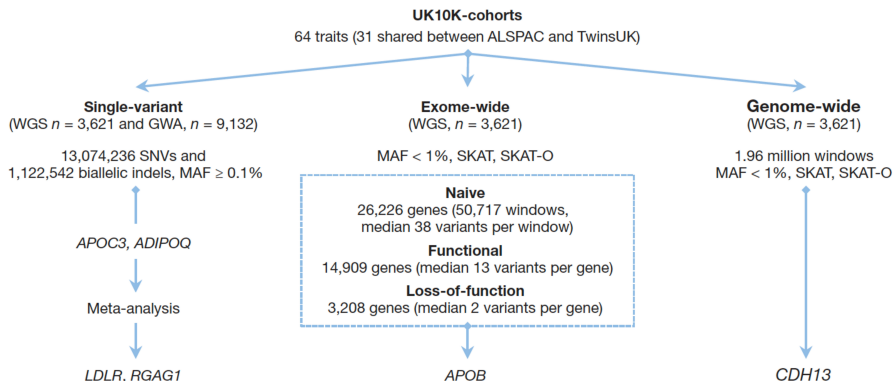 UK10K-cohorts
64 traits (31 shared between ALSPAC and TwinsUK)
Single-variant
(WGS n = 3,621 and GWA, n = 9,132)
13,074,236 SNVs and
1,122,542 biallelic indels, MAF ≥ 0.1%
APOC3, ADIPOQ
Meta-analysis
LDLR, RGAG1
Exome-wide
(WGS, n = 3,621)
MAF < 1%, SKAT, SKAT-O
Naive
26,226 genes (50,717 windows,
median 38 variants per window)
Functional
14,909 genes (median 13 variants per gene)
Loss-of-function
3,208 genes (median 2 variants per gene)
APOB
Genome-wide
(WGS, n = 3,621)
1.96 million windows
MAF < 1%, SKAT, SKAT-O
CDH13